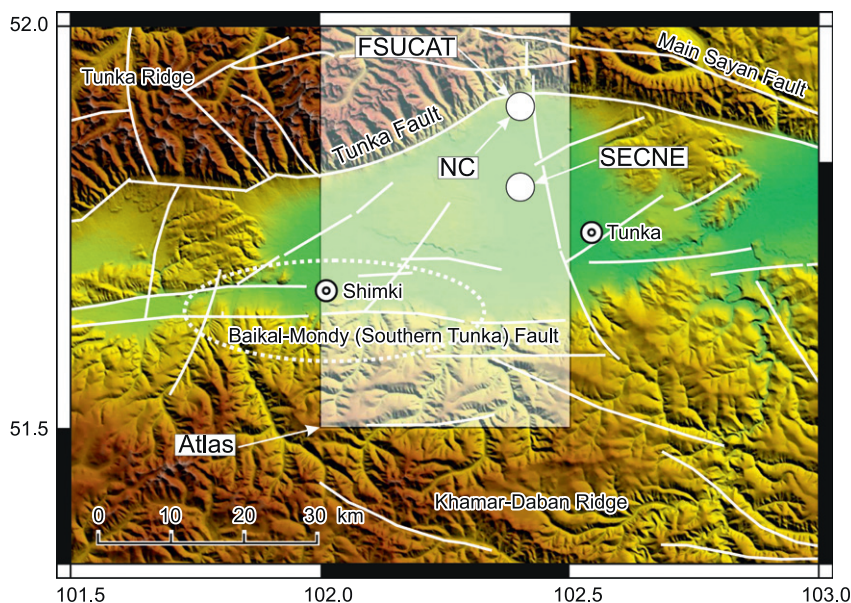 52.0
FSUCAT
Main Sayan Fault
Tunka Ridge
Tunka Fault
NC
SECNE
Tunka
Shimki
Baikal-Mondy (Southern Tunka) Fault
51.5
Atlas
Khamar-Daban Ridge
0 10 20 30 km
101.5 102.0 102.5 103.0